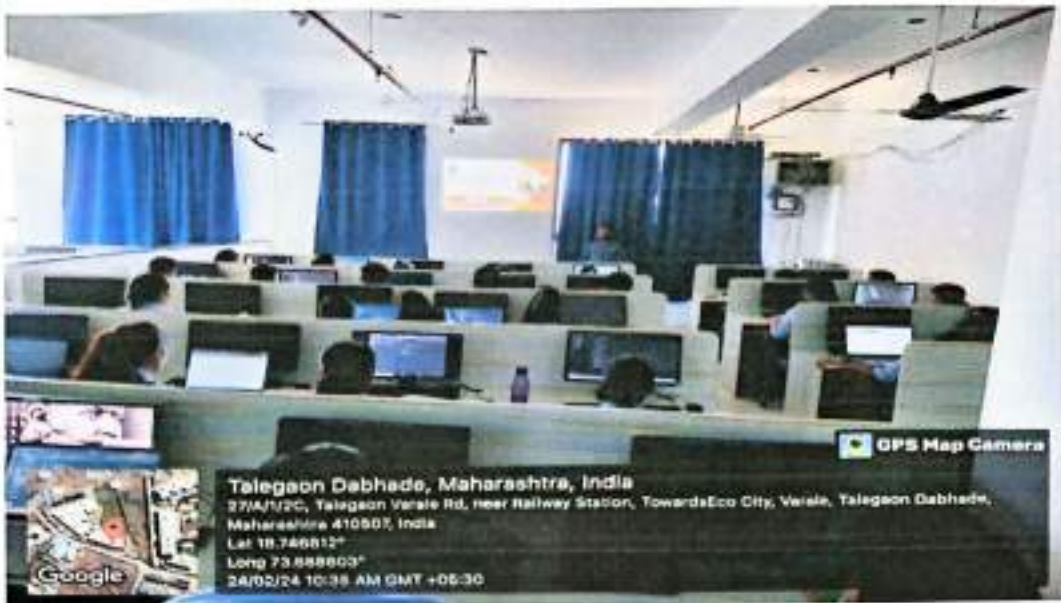 GPS Map Camera
Talegaon Dabhade, Maharashtra, India
27/A/1/2C, Talegaon Varale Rd, near Railway Station, TowardsEco City, Varale, Talegaon Dabhade,
Maharashtra 410507, India
Lat 18.746812°
Long 73.688603°
24/02/24 10:36 AM GMT +05:30
Google